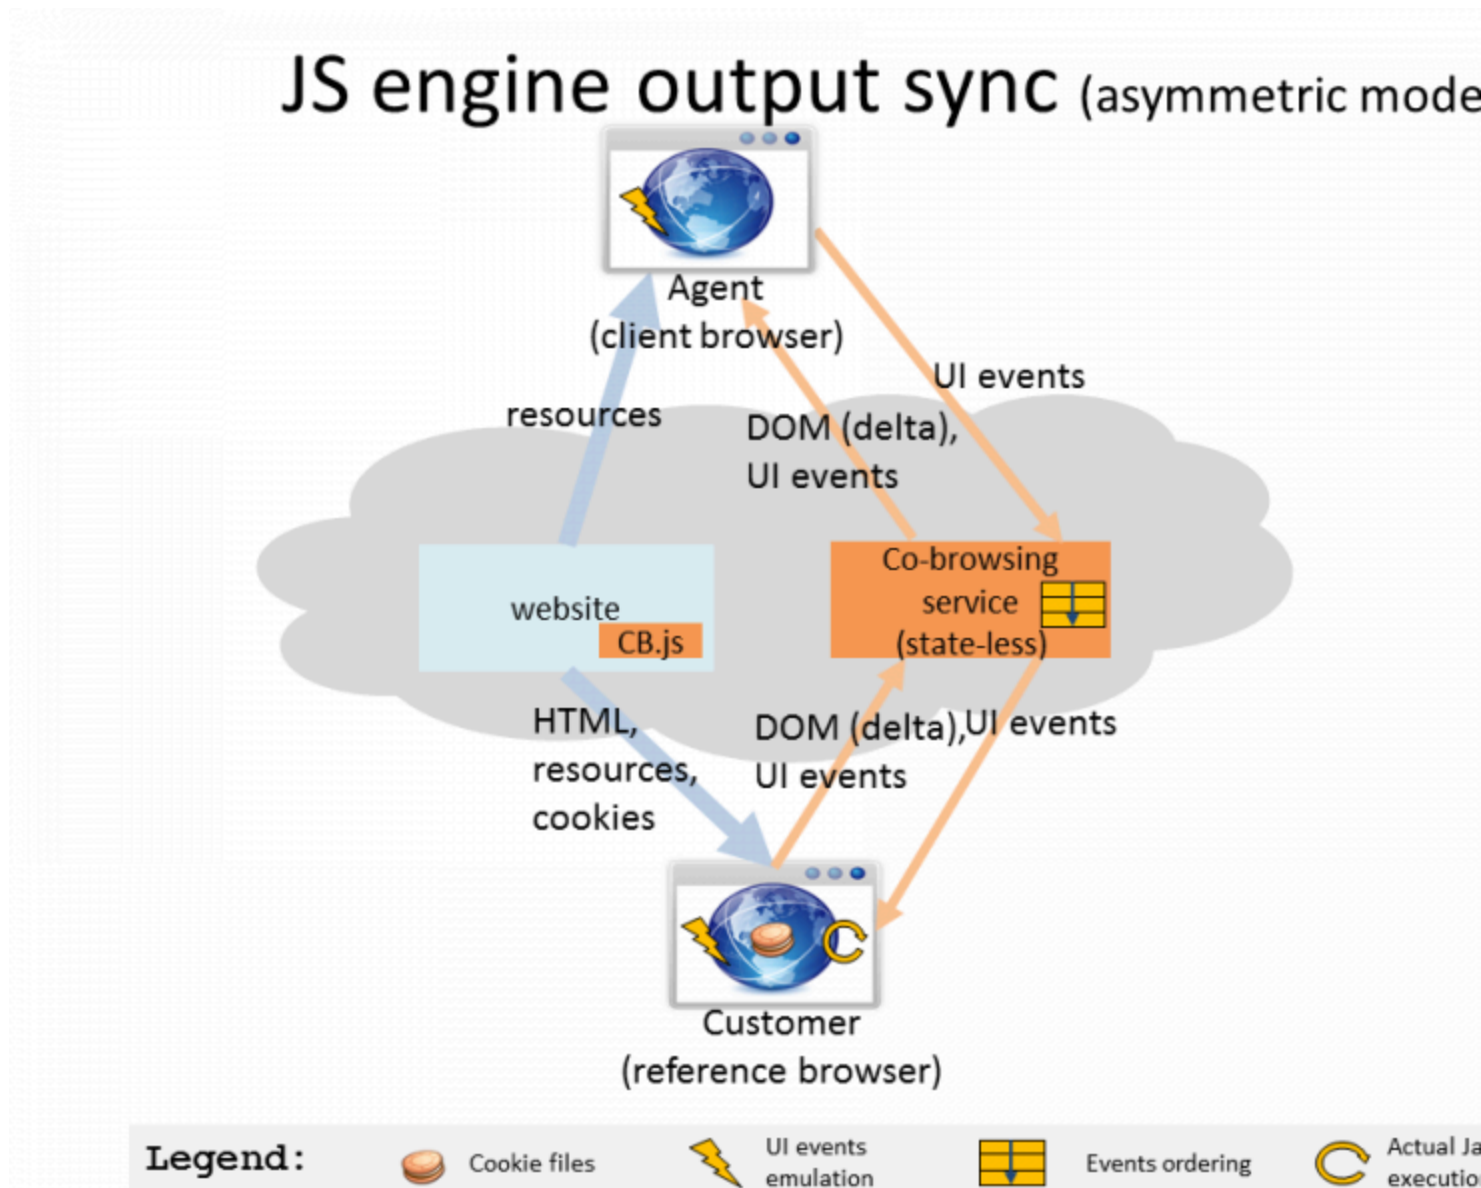 JS engine output sync (asymmetric mode
Agent
(client browser)
UI events
resources
DOM (delta),
UI events
Co-browsing
service
(state-less)
website
CB.js
HTML,
resources,
cookies
DOM (delta),
UI events
UI events
Customer
(reference browser)
Legend:
Cookie files
UI events
emulation
Events ordering
Actual Ja
executio